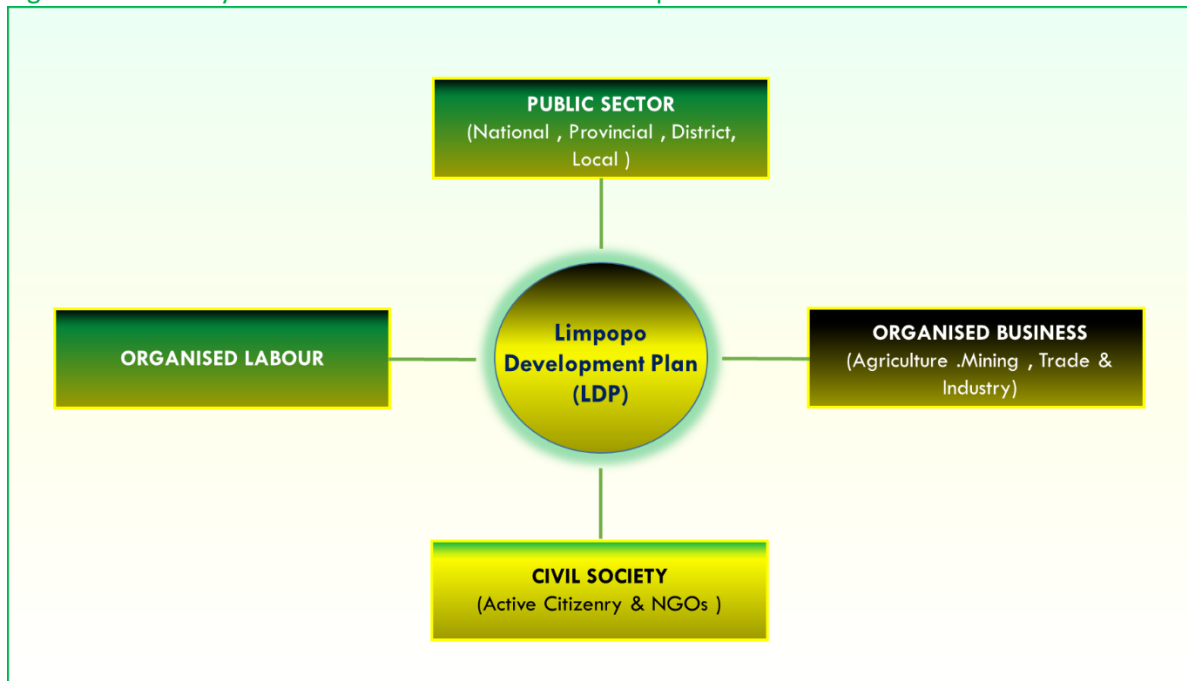 PUBLIC SECTOR
(National , Provincial , District,
Local )
Limpopo
Development Plan
(LDP)
ORGANISED LABOUR
ORGANISED BUSINESS
(Agriculture .Mining , Trade &
Industry)
CIVIL SOCIETY
(Active Citizenry & NGOs )